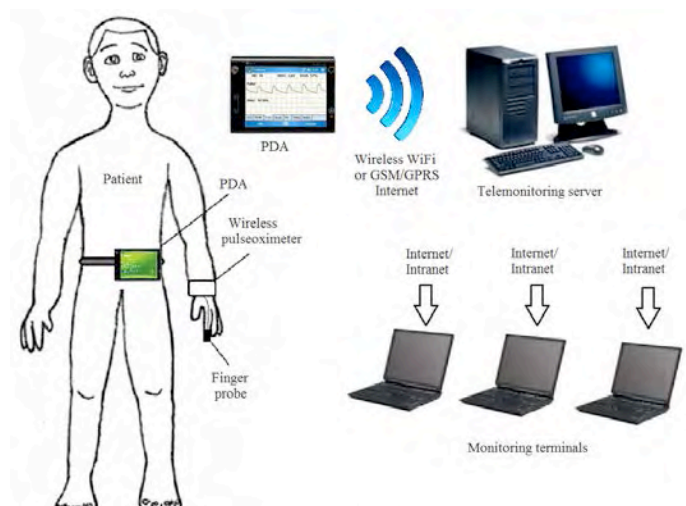 PDA
Wireless WiFi
or GSM/GPRS
Internet
Telemonitoring server
Patient
PDA
Wireless
pulseoximeter
Finger
probe
Internet/
Intranet
Internet/
Intranet
Internet/
Intranet
Monitoring terminals